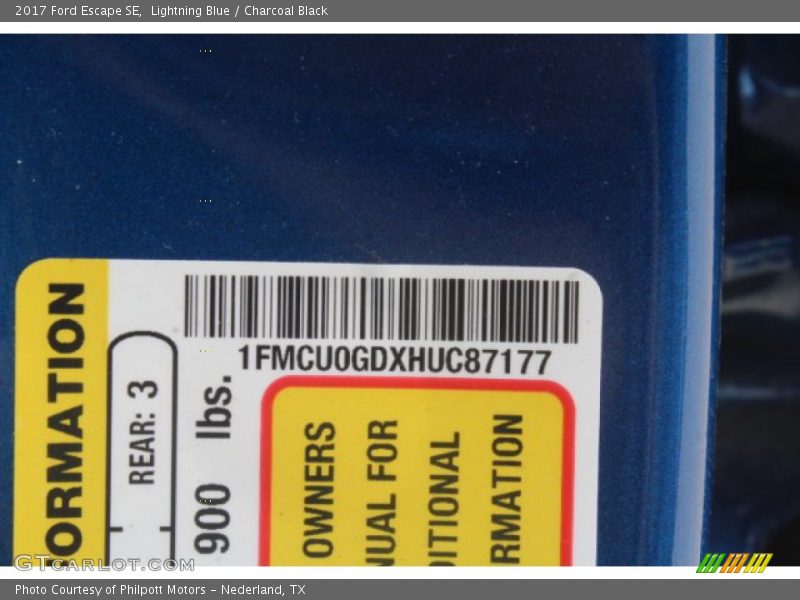 2017 Ford Escape SE,  Lightning Blue / Charcoal Black
1FMCU0GDXHUC87177
ORMATION
REAR: 3
900 lbs.
OWNERS
NUAL FOR
DITIONAL
RMATION
GTCarLot.com
Photo Courtesy of Philpott Motors – Nederland, TX